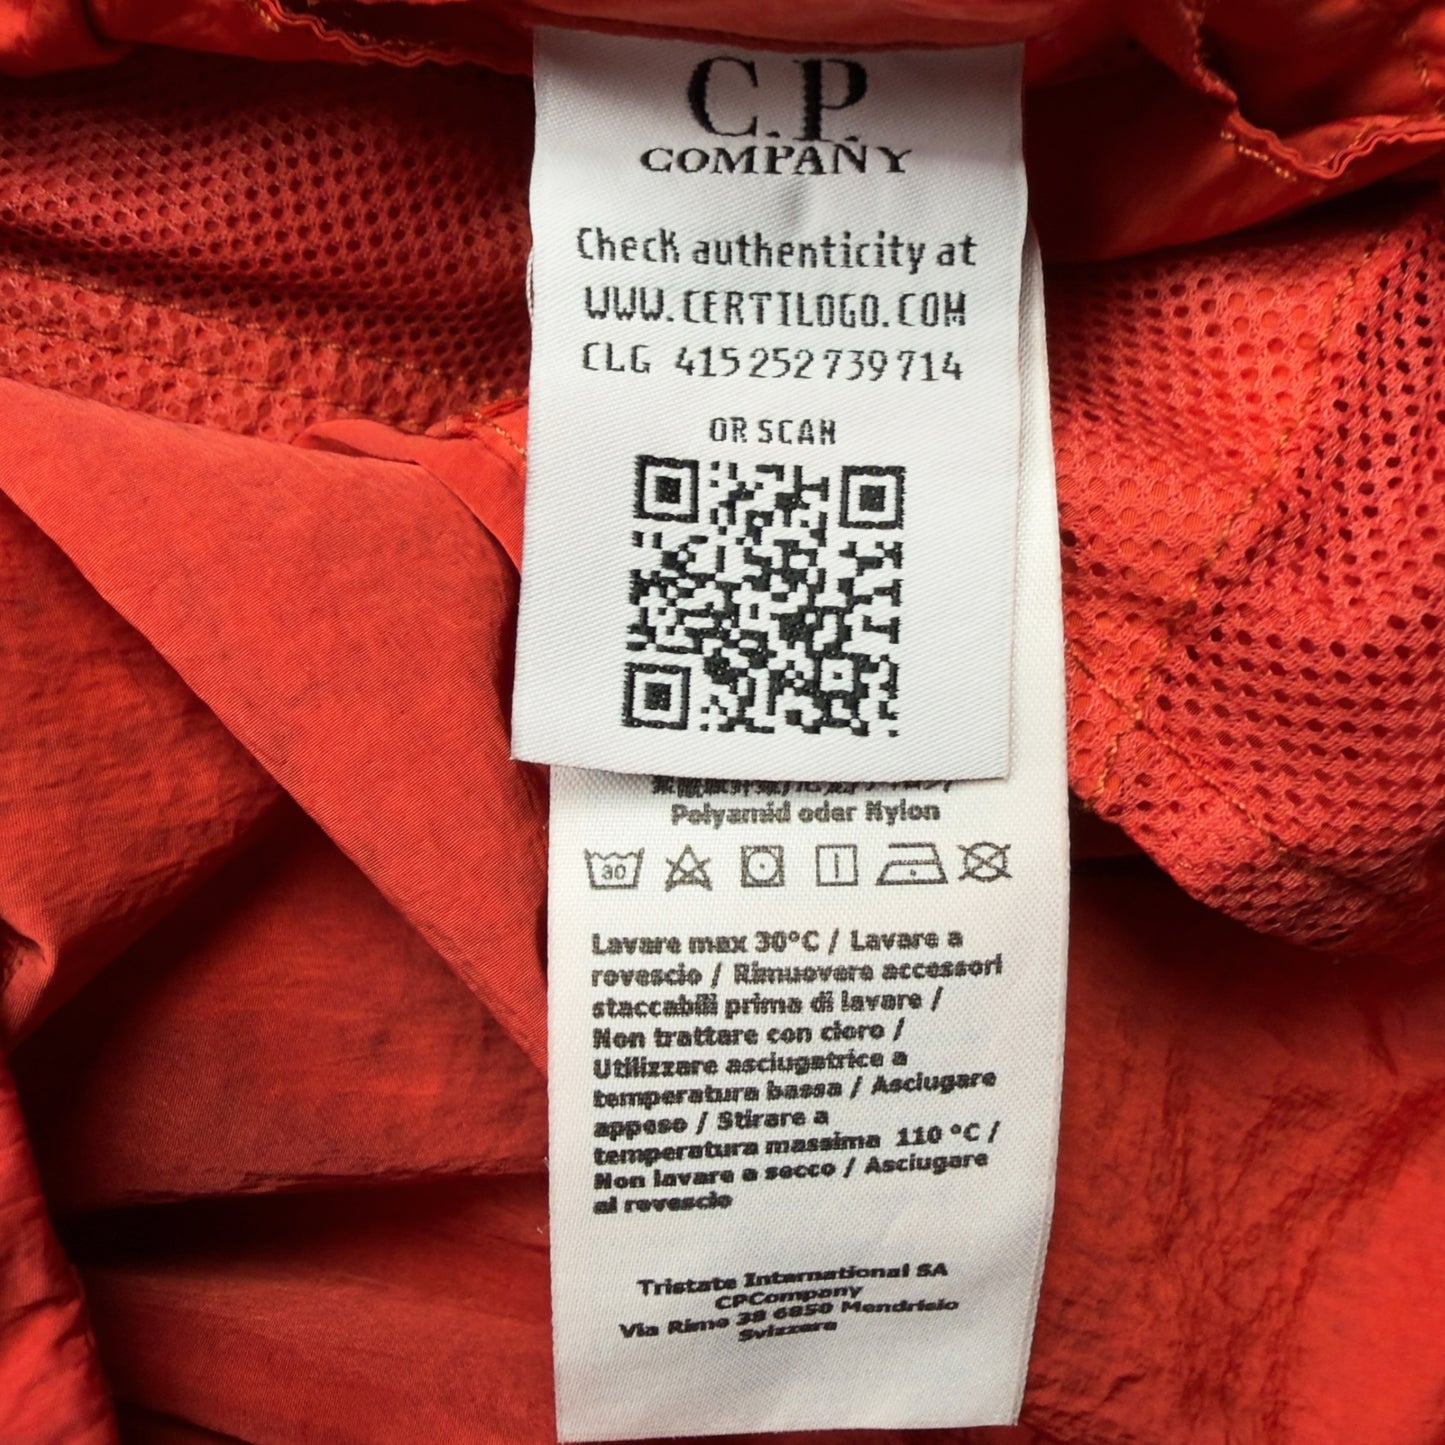 C.P.
COMPANY
Check authenticity at
WWW.CERTILOGO.COM
CLG 415 252 739 714
OR SCAN
Polyamid oder Nylon
30
Lavare max 30°C / Lavare a
rovescio / Rimuovere accessori
staccabili prima di lavare /
Non trattare con cloro /
Utilizzare asciugatrice a
temperatura bassa / Asciugare
appeso / Stirare a
temperatura massima 110 °C /
Non lavare a secco / Asciugare
al rovescio
Tristate International SA
CPCompany
Via Rime 38 6850 Mendrisio
Svizzera